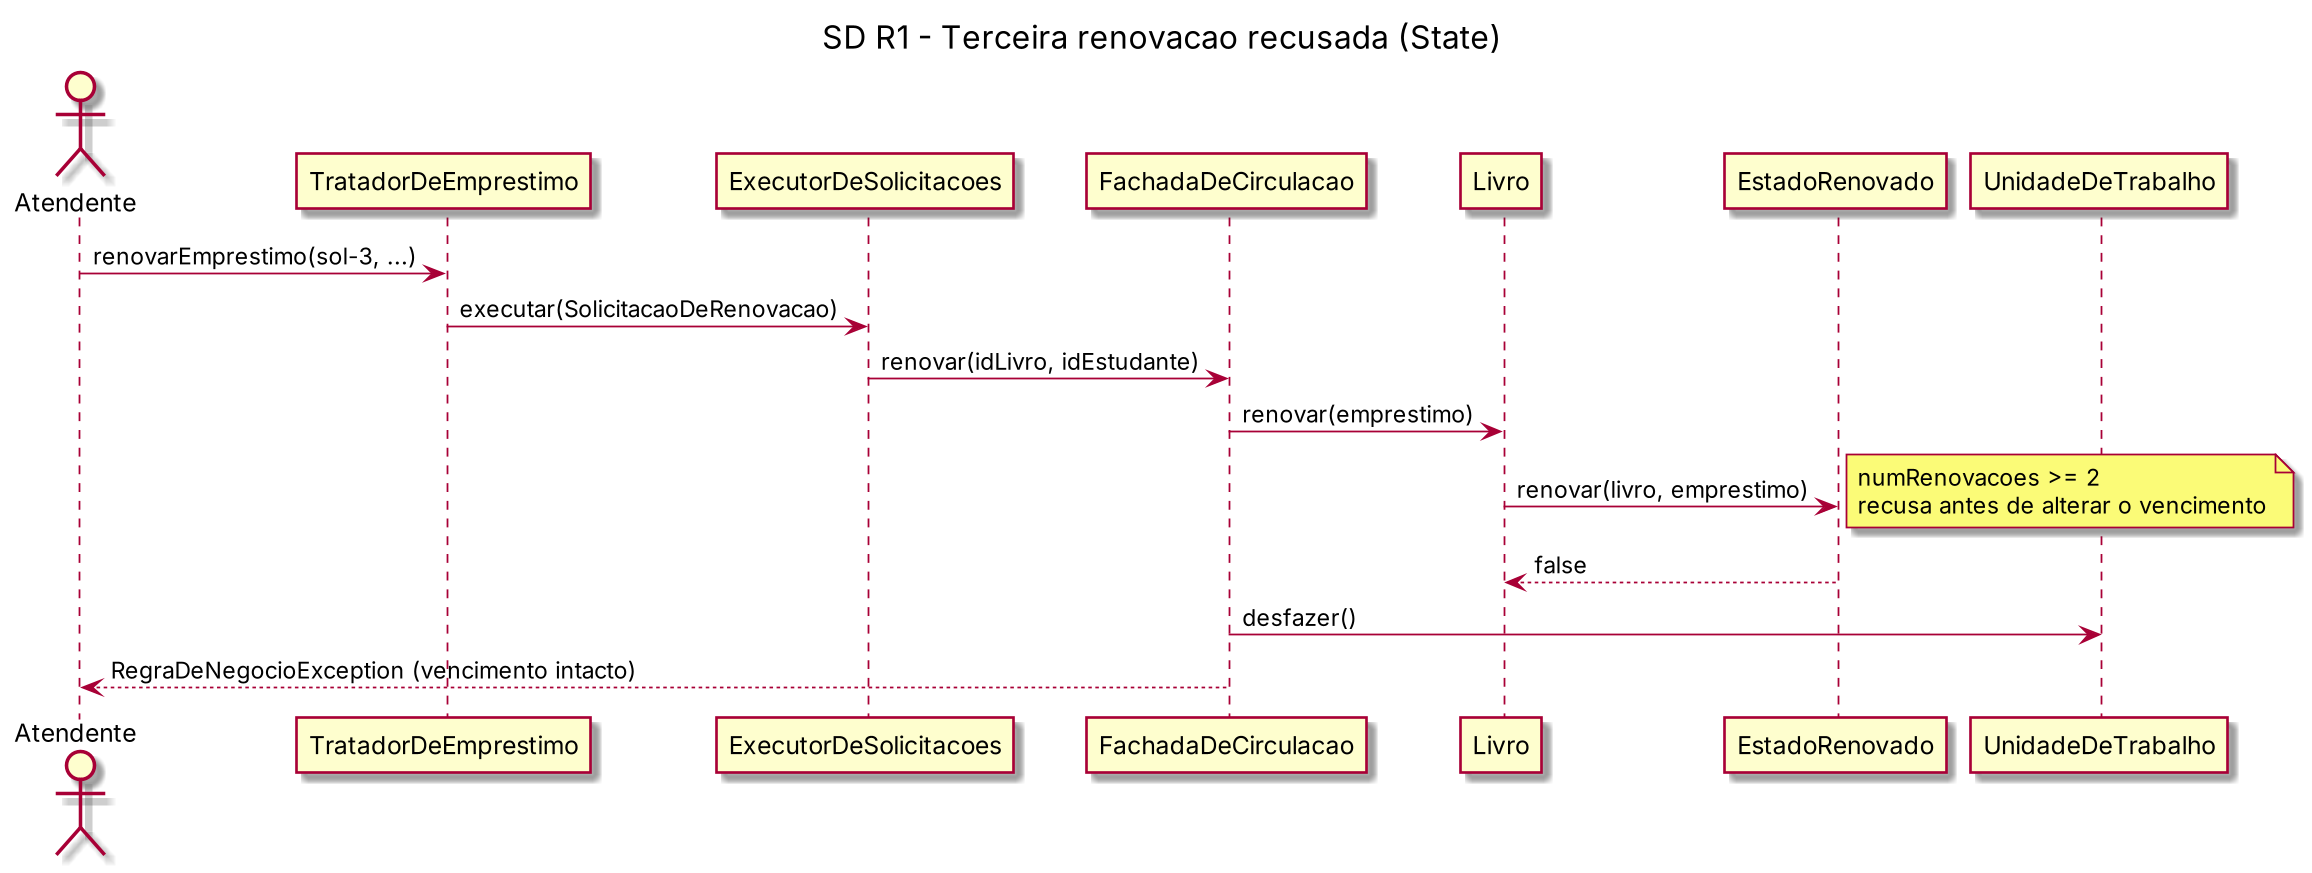 SD R1 - Terceira renovacao recusada (State)
Atendente
TratadorDeEmprestimo
ExecutorDeSolicitacoes
FachadaDeCirculacao
Livro
EstadoRenovado
UnidadeDeTrabalho
renovarEmprestimo(sol-3, ...)
executar(SolicitacaoDeRenovacao)
renovar(idLivro, idEstudante)
renovar(emprestimo)
renovar(livro, emprestimo)
numRenovacoes >= 2
recusa antes de alterar o vencimento
false
desfazer()
RegraDeNegocioException (vencimento intacto)
Atendente
TratadorDeEmprestimo
ExecutorDeSolicitacoes
FachadaDeCirculacao
Livro
EstadoRenovado
UnidadeDeTrabalho